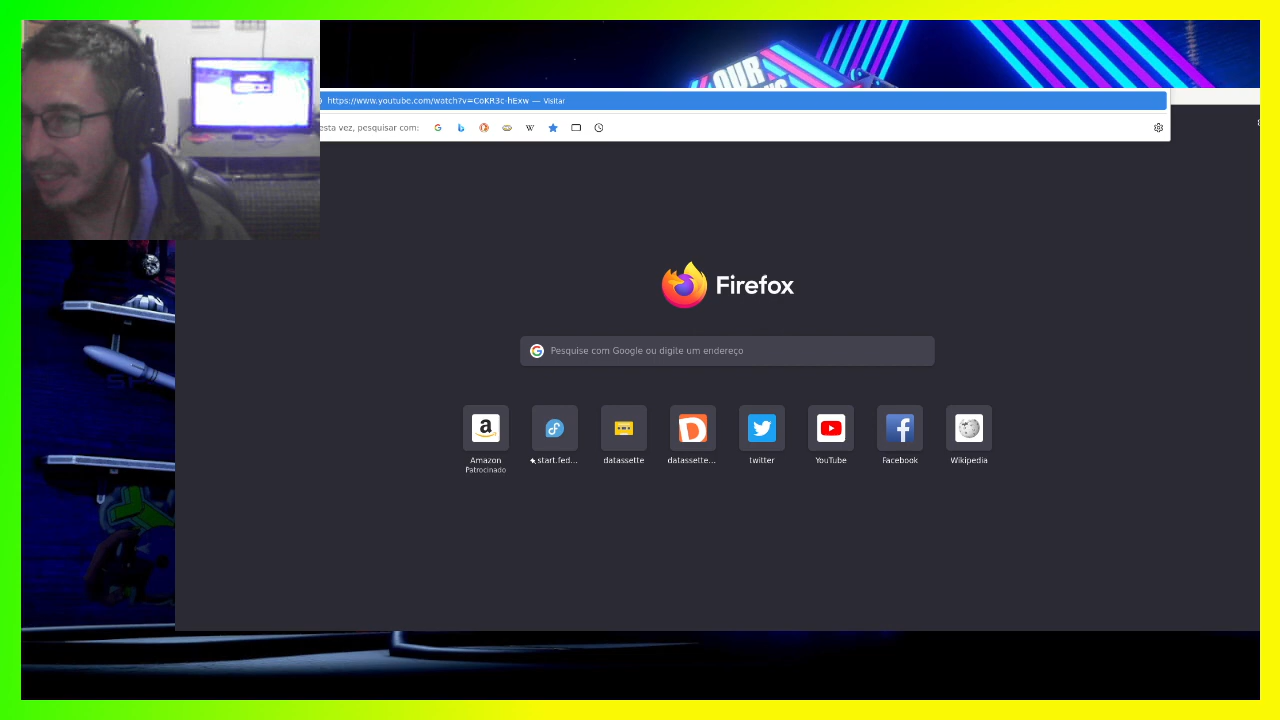 OUR
https://www.youtube.com/watch?v=CoKR3c-hExw — Visitar
esta vez, pesquisar com:
Firefox
Pesquise com Google ou digite um endereço
Amazon
Patrocinado
start.fed...
datassette
datassette...
twitter
YouTube
Facebook
Wikipedia